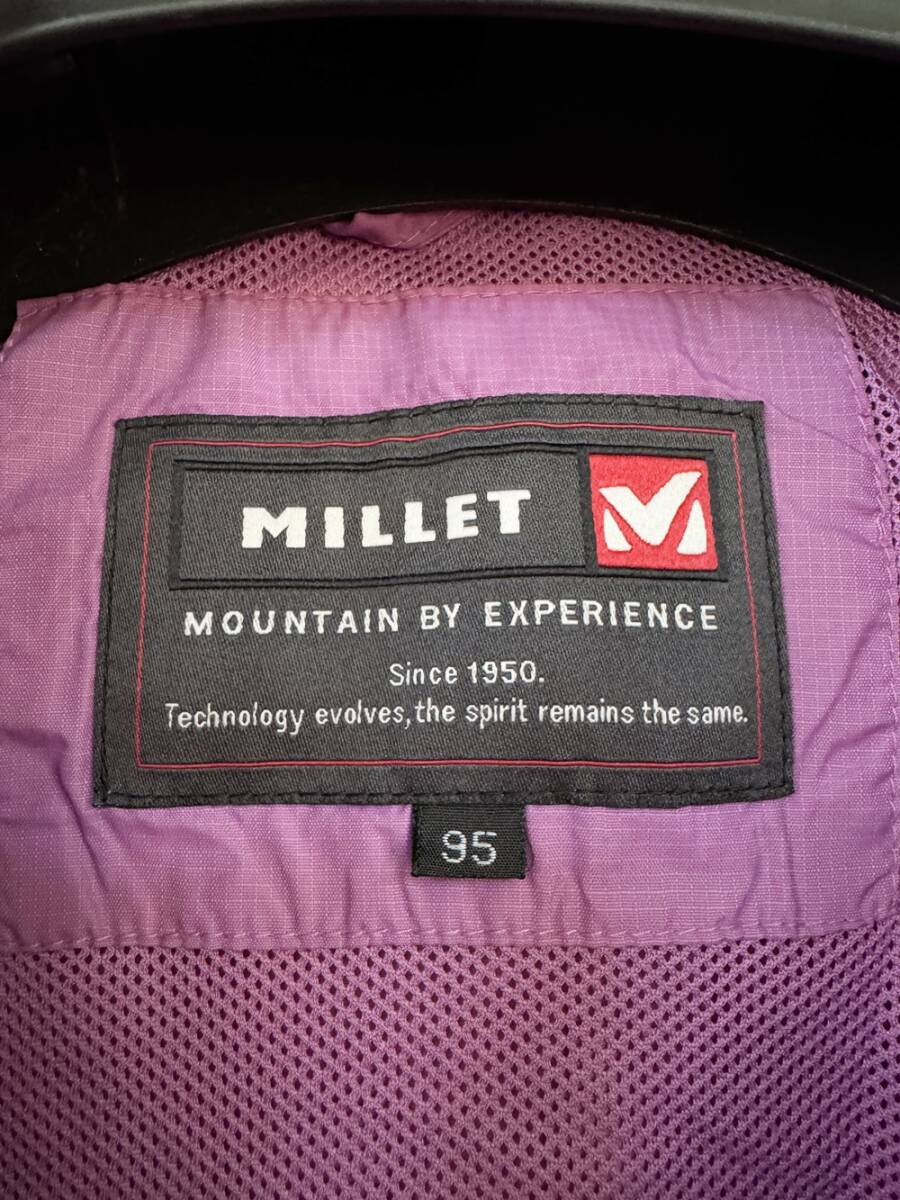 MILLET
MOUNTAIN BY EXPERIENCE
Since 1950.
Technology evolves, the spirit remains the same.
95